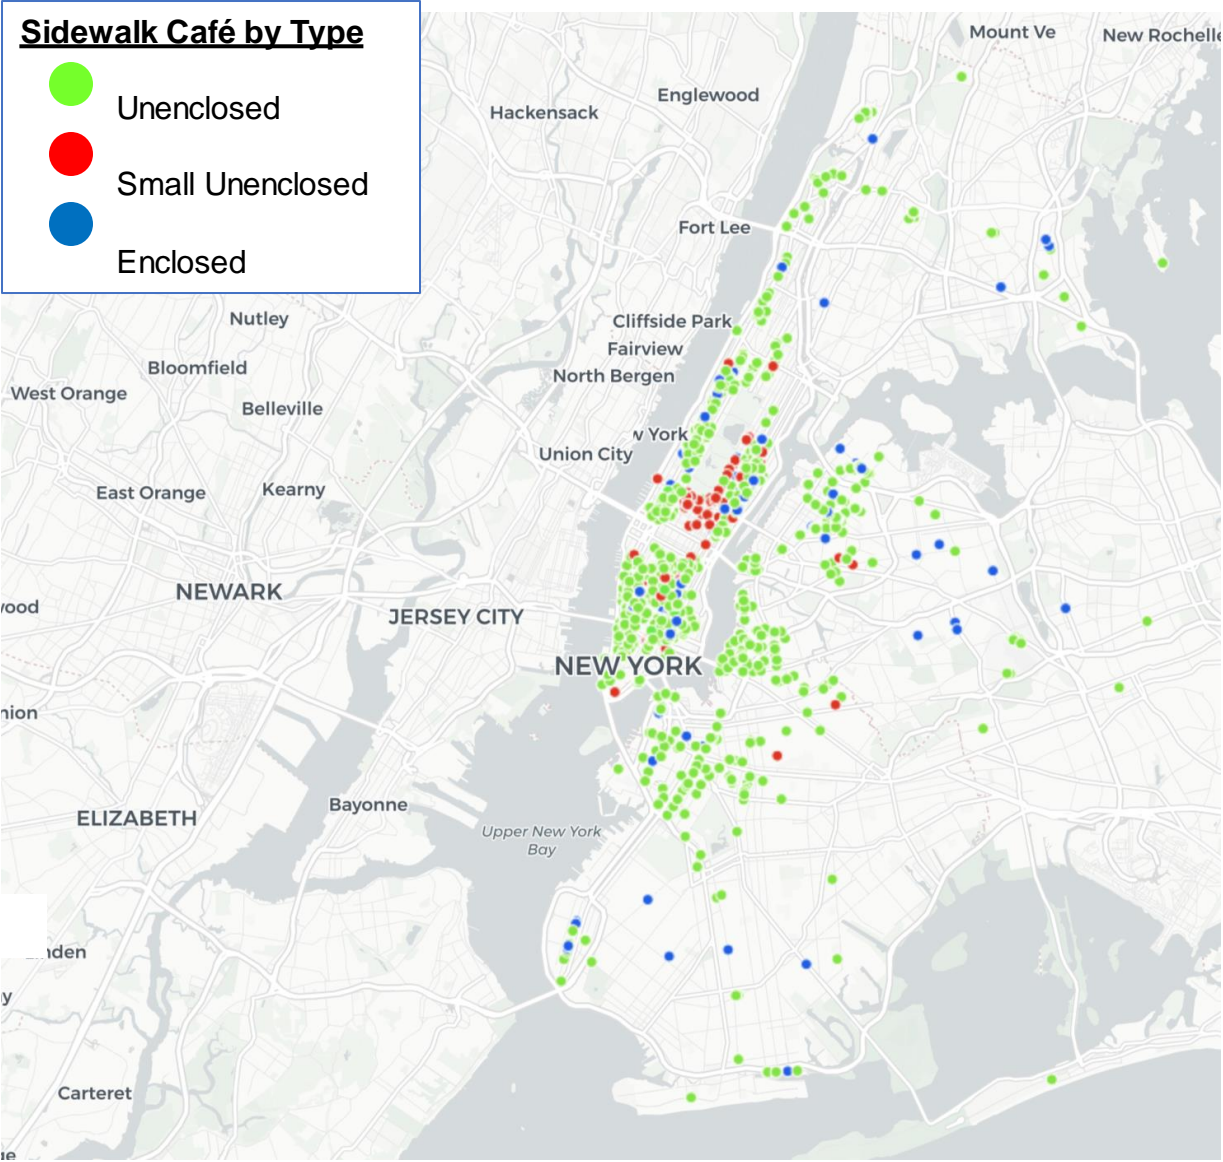 Sidewalk Café by Type
Unenclosed
Small Unenclosed
Enclosed
Mount Ve
New Rochelle
Englewood
Hackensack
Fort Lee
Nutley
Cliffside Park
Fairview
Bloomfield
North Bergen
West Orange
Belleville
w York
Union City
East Orange
Kearny
NEWARK
JERSEY CITY
NEW YORK
Bayonne
ELIZABETH
Upper New York
Bay
Carteret